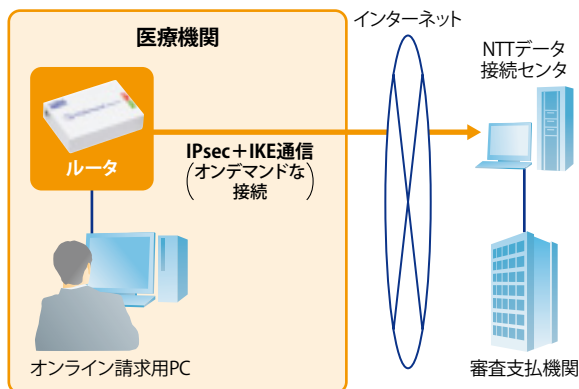 医療機関
インターネット
NTTデータ
接続センタ
ルータ
IPsec+IKE通信
(オンデマンドな
接続)
オンライン請求用PC
審査支払機関